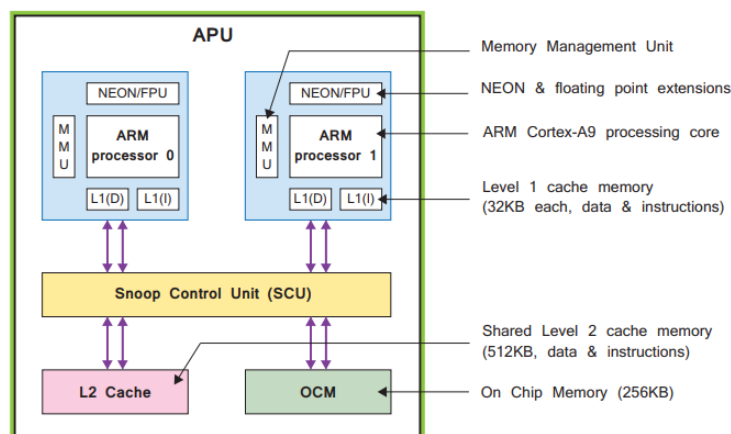 APU
Memory Management Unit
NEON/FPU
NEON/FPU
NEON & floating point extensions
M
M
U
ARM
processor 0
M
M
U
ARM
processor 1
ARM Cortex-A9 processing core
L1(D)
L1(I)
L1(D)
L1(I)
Level 1 cache memory
(32KB each, data & instructions)
Snoop Control Unit (SCU)
Shared Level 2 cache memory
(512KB, data & instructions)
L2 Cache
OCM
On Chip Memory (256KB)